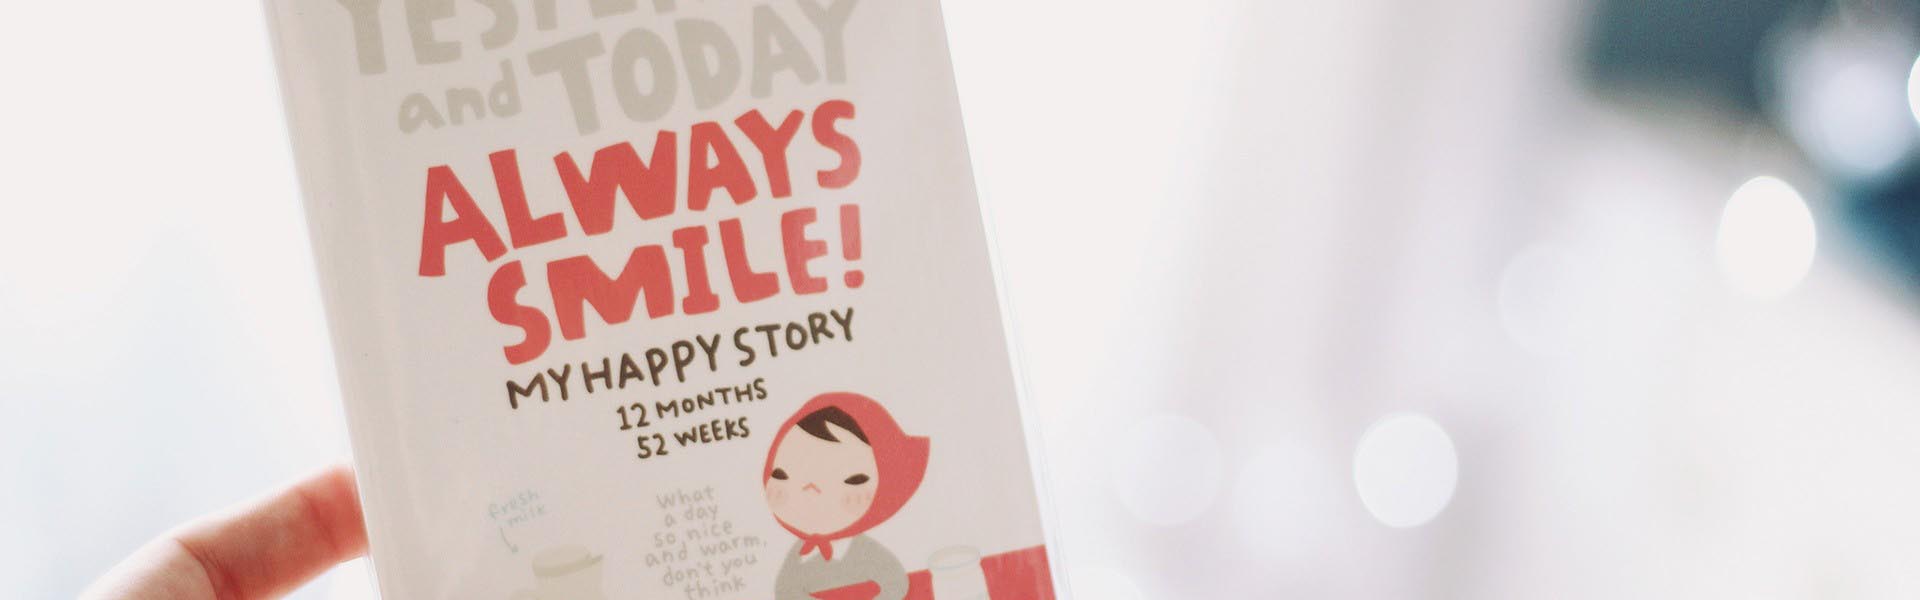 and TODAY
ALWAYS
SMILE!
MY HAPPY STORY
12 MONTHS
52 WEEKS
fresh
milk
What
a day
so nice
and warm,
don't you
think